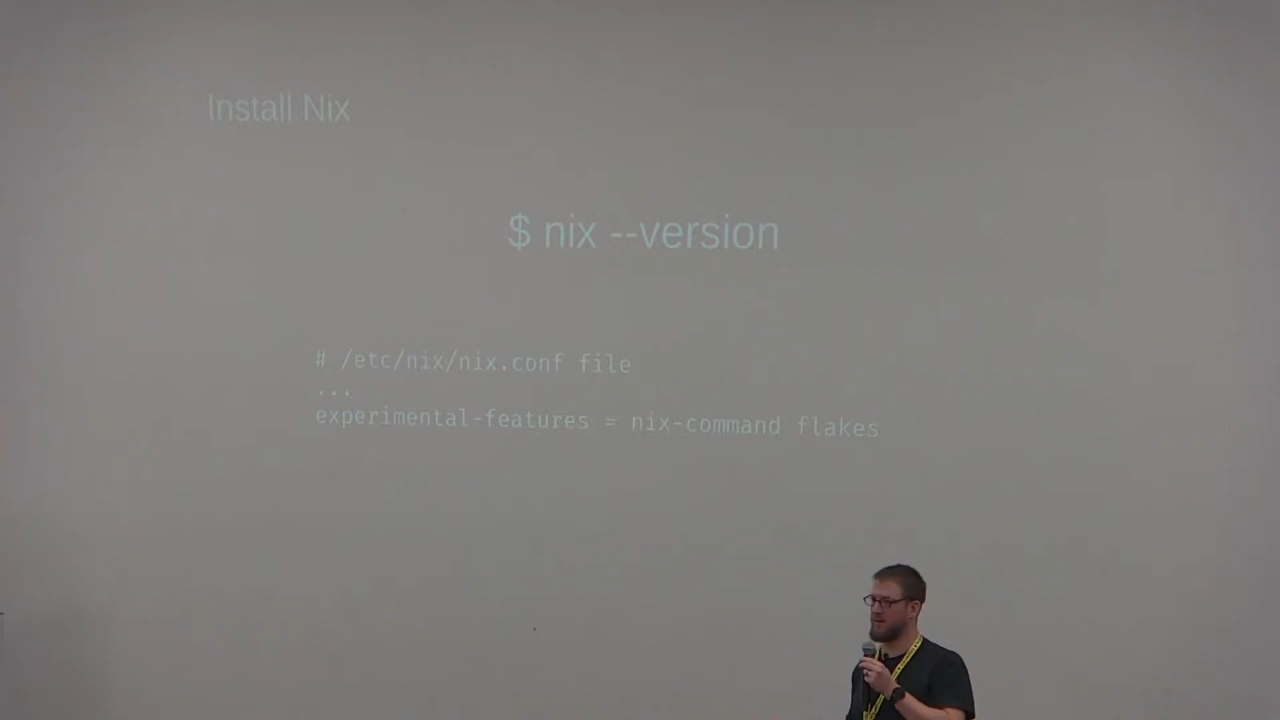 Install Nix
$ nix --version
# /etc/nix/nix.conf file
...
experimental-features = nix-command flakes